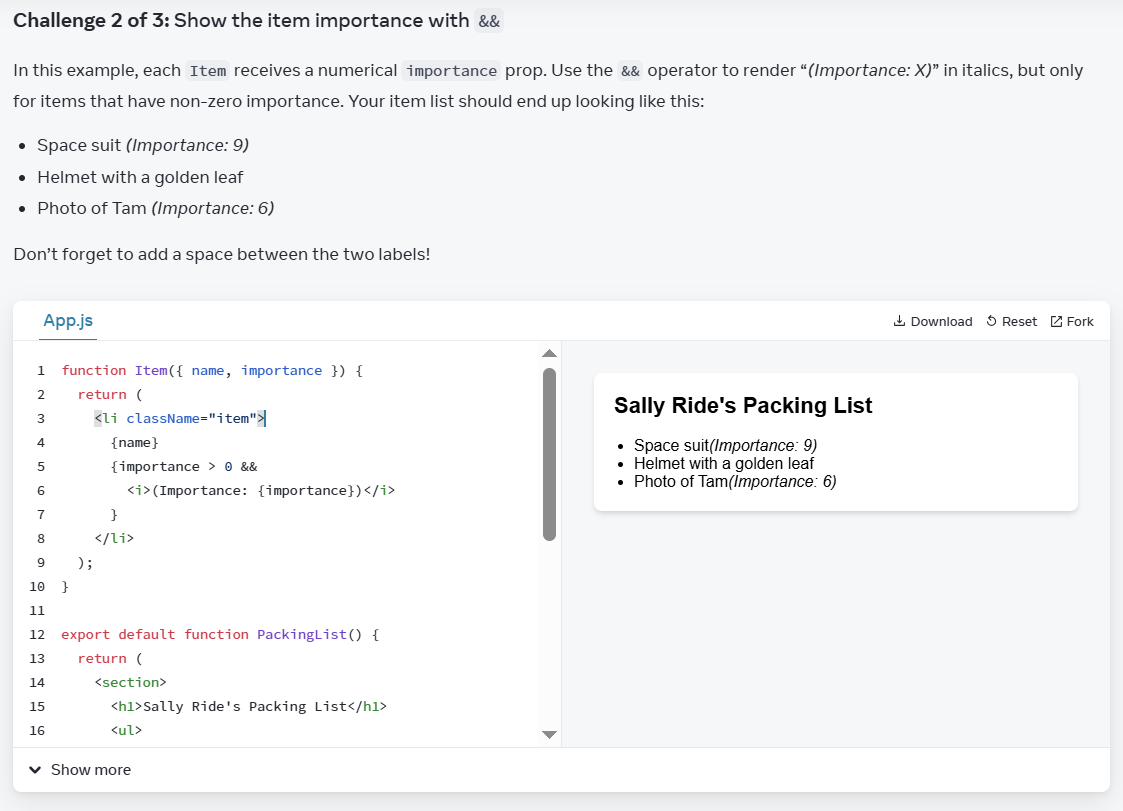 Challenge 2 of 3: Show the item importance with &&
In this example, each Item receives a numerical importance prop. Use the && operator to render “(Importance: X)” in italics, but only
for items that have non-zero importance. Your item list should end up looking like this:
• Space suit (Importance: 9)
• Helmet with a golden leaf
• Photo of Tam (Importance: 6)
Don’t forget to add a space between the two labels!
App.js
Download Reset Fork
1 function Item({ name, importance }) {
2 return (
3 <li className="item">
4 {name}
5 {importance > 0 &&
6 <i>(Importance: {importance})</i>
7 }
8 </li>
9 );
10 }
11
12 export default function PackingList() {
13 return (
14 <section>
15 <h1>Sally Ride's Packing List</h1>
16 <ul>
Sally Ride's Packing List
• Space suit(Importance: 9)
• Helmet with a golden leaf
• Photo of Tam(Importance: 6)
Show more